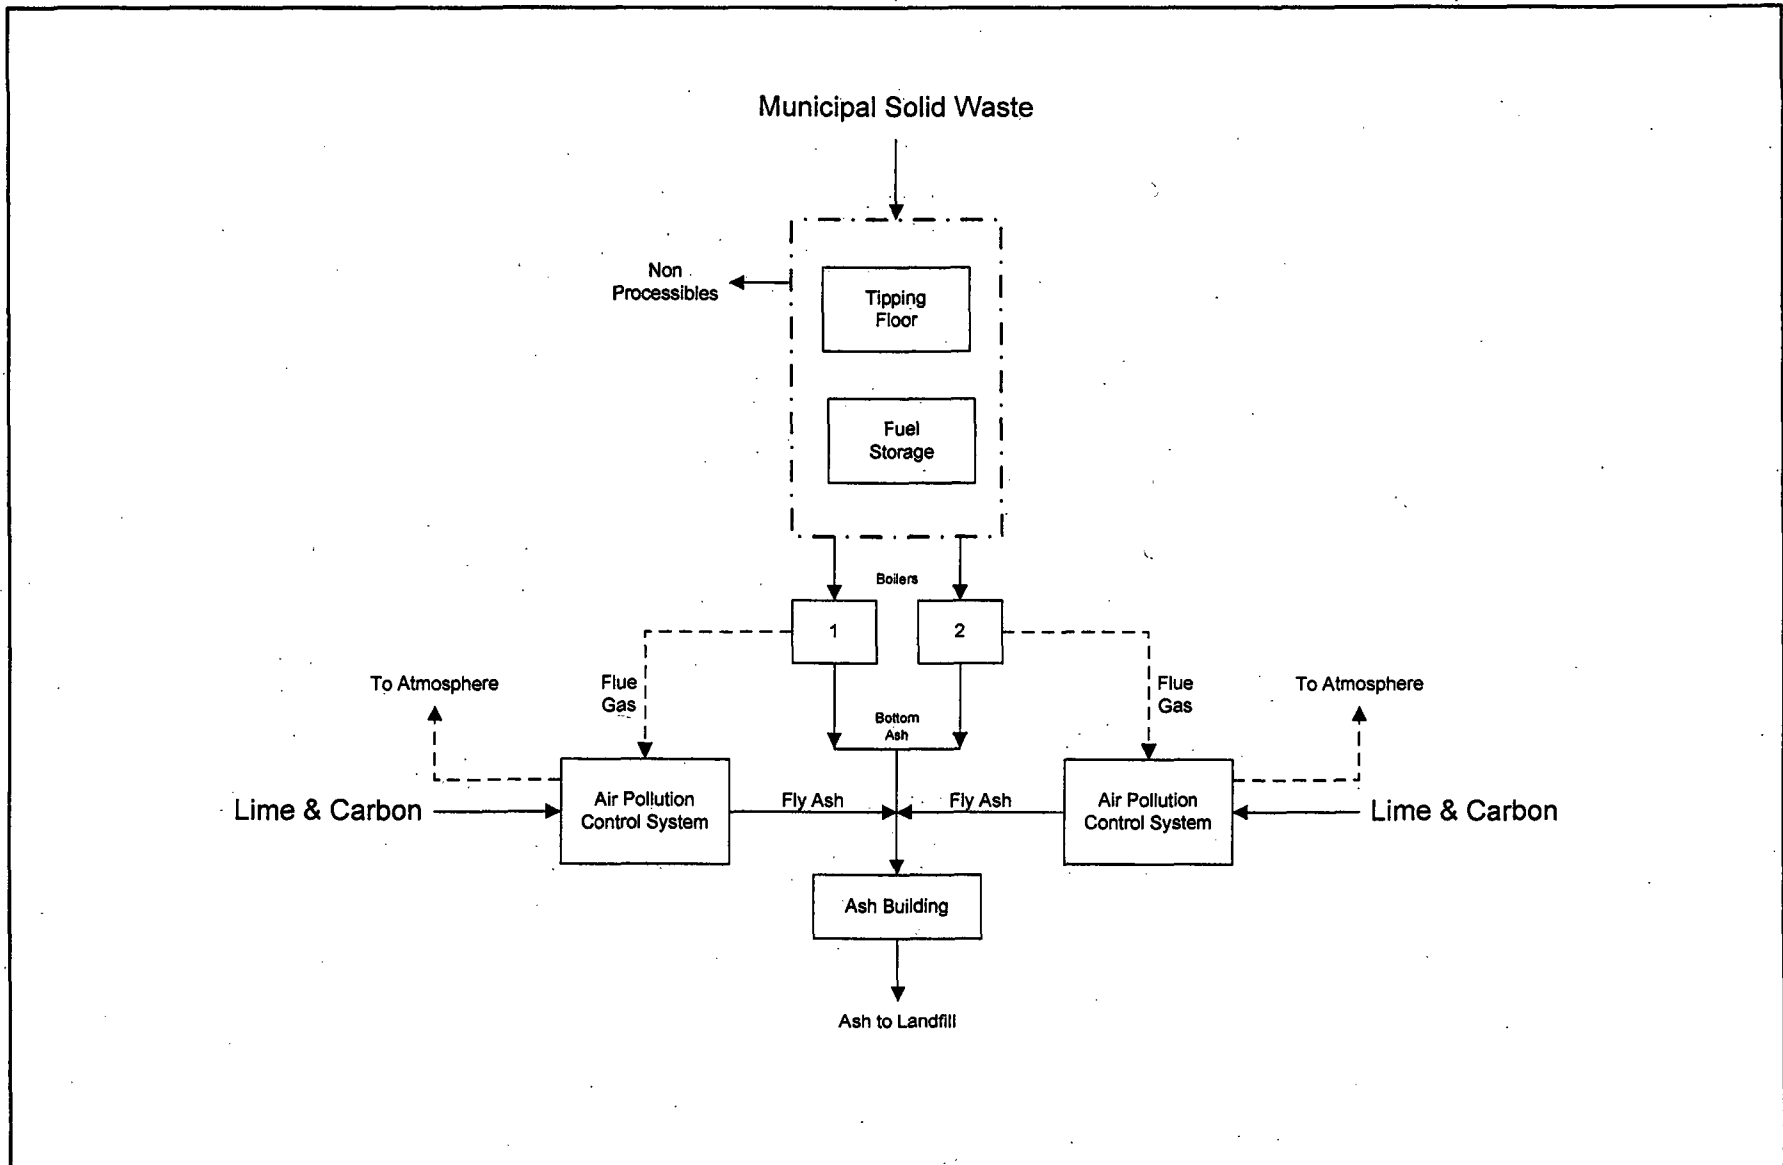 Municipal Solid Waste
Non
Processibles
Tipping
Floor
Fuel
Storage
Boilers
1
2
To Atmosphere
Flue
Gas
Bottom
Ash
Flue
Gas
To Atmosphere
Lime & Carbon
Air Pollution
Control System
Fly Ash
Fly Ash
Air Pollution
Control System
Lime & Carbon
Ash Building
Ash to Landfill